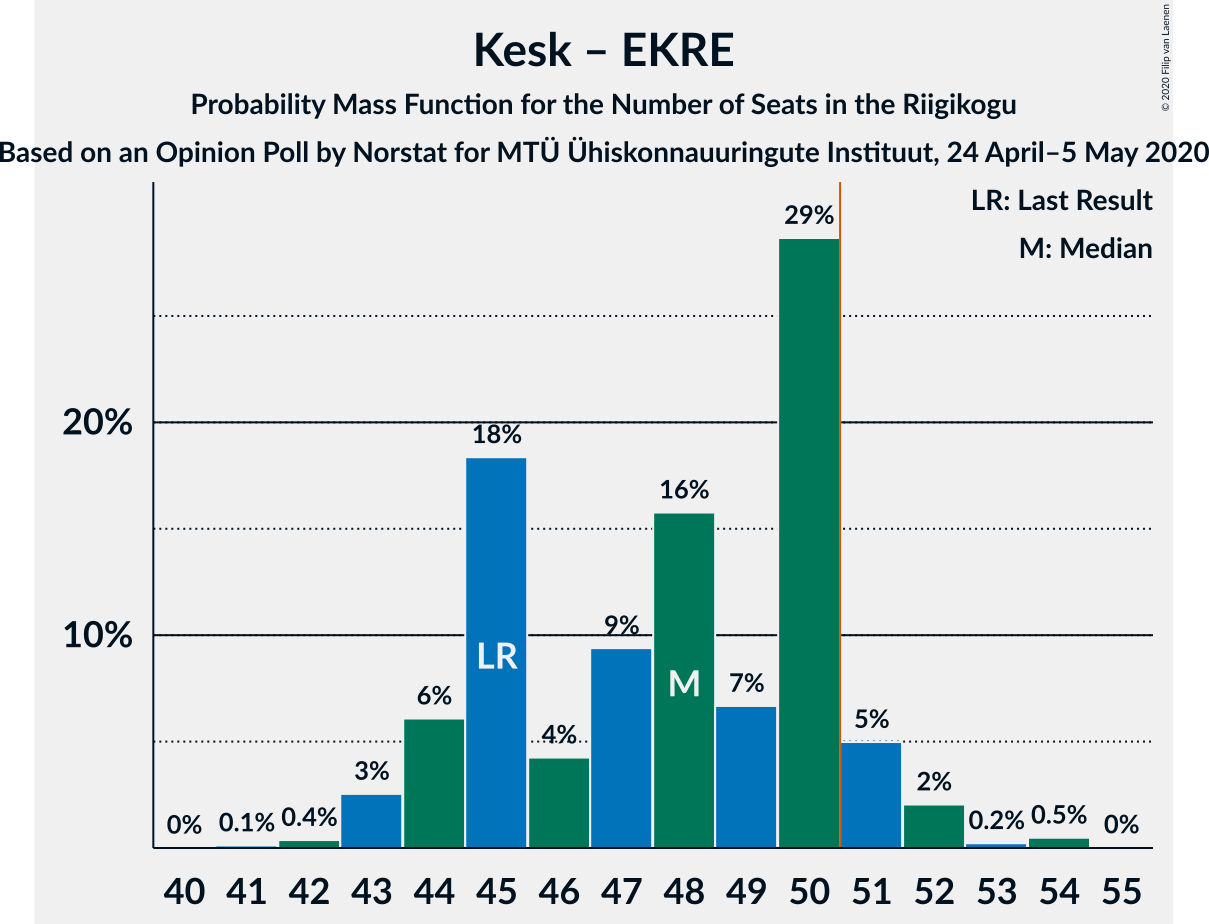 Kesk – EKRE
Probability Mass Function for the Number of Seats in the Riigikogu
Based on an Opinion Poll by Norstat for MTÜ Ühiskonnauuringute Instituut, 24 April–5 May 2020
© 2020 Filip van Laenen
LR: Last Result
M: Median
29%
20%
18%
16%
10%
9%
LR
M
7%
6%
5%
4%
3%
2%
0% 0.1% 0.4% 0.2% 0.5% 0%
40 41 42 43 44 45 46 47 48 49 50 51 52 53 54 55